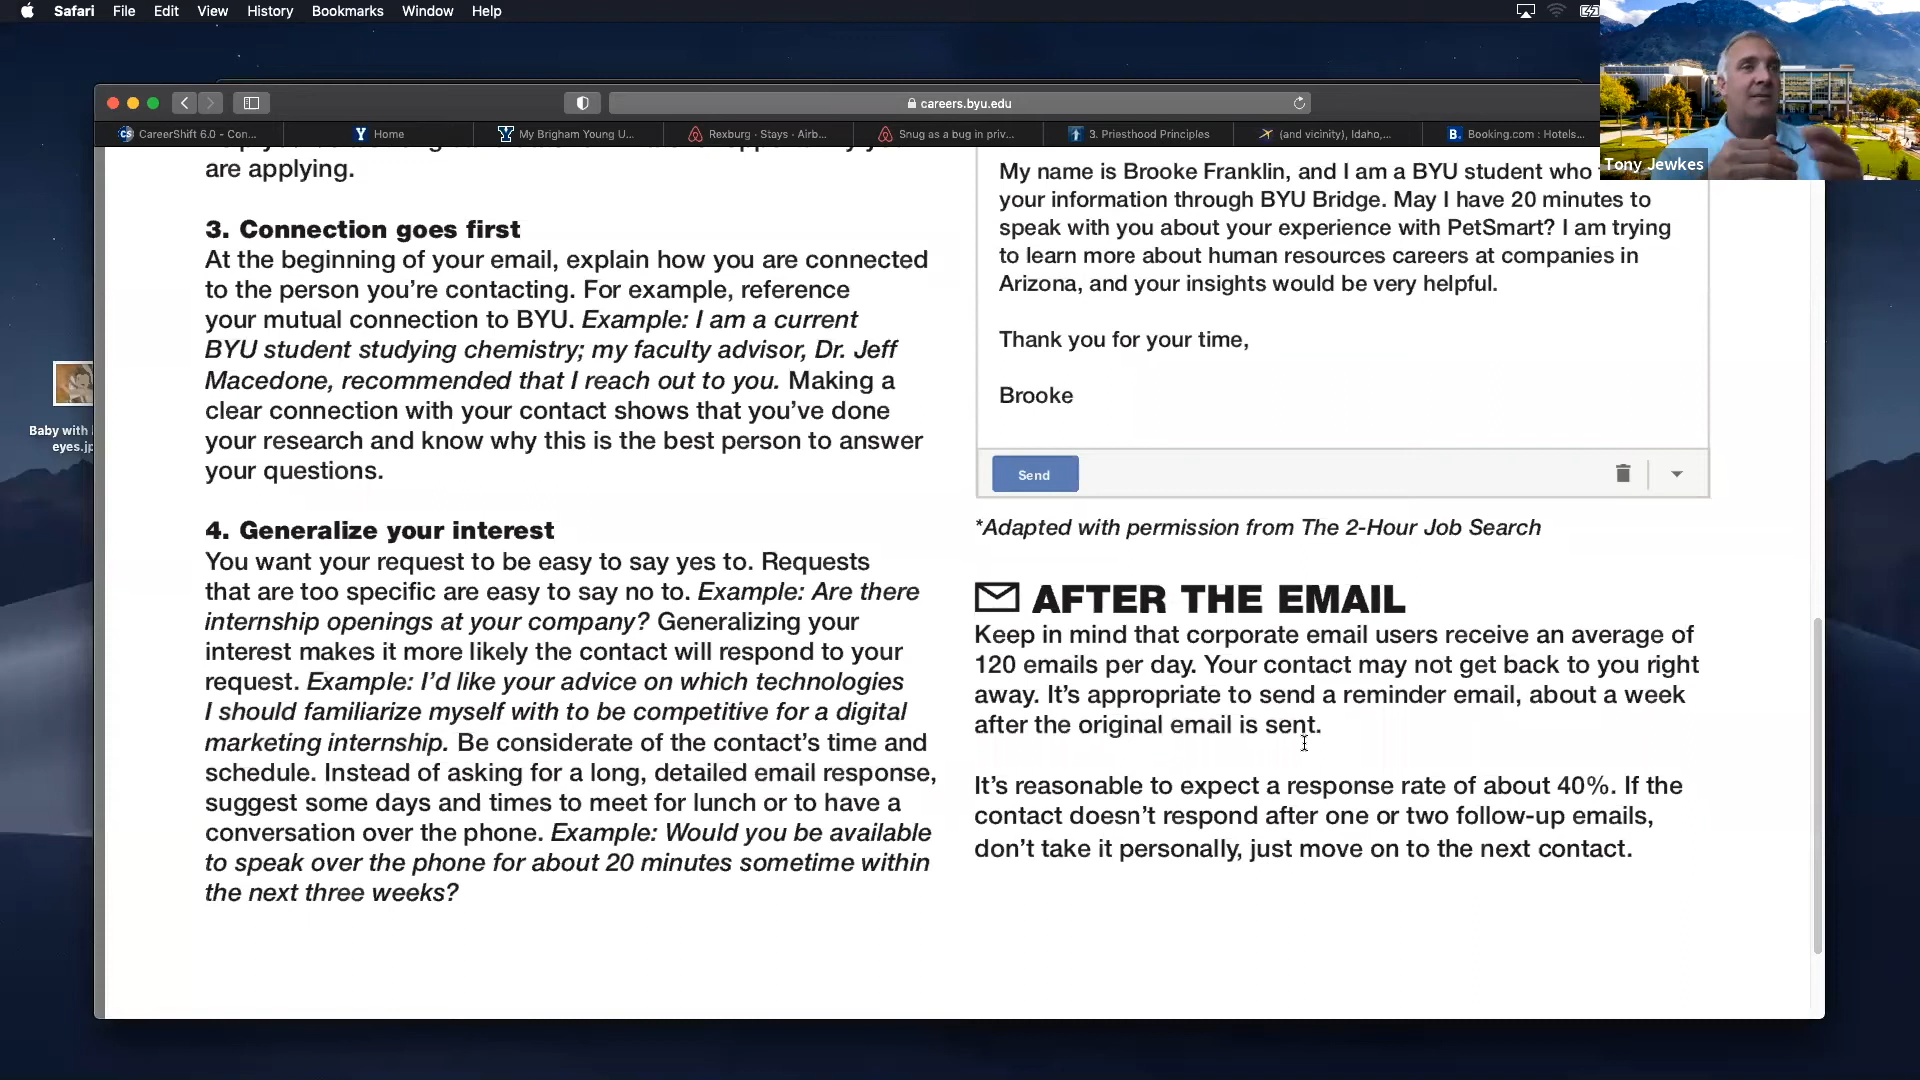 Safari File Edit View History Bookmarks Window Help
careers.byu.edu
CareerShift 6.0 - Con...
Home
My Brigham Young U...
Rexburg · Stays · Airb...
Snug as a bug in priv...
3. Priesthood Principles
(and vicinity), Idaho,...
Booking.com : Hotels...
Tony Jewkes
Baby with
eyes.jp
are applying.
3. Connection goes first
At the beginning of your email, explain how you are connected
to the person you’re contacting. For example, reference
your mutual connection to BYU. Example: I am a current
BYU student studying chemistry; my faculty advisor, Dr. Jeff
Macedone, recommended that I reach out to you. Making a
clear connection with your contact shows that you’ve done
your research and know why this is the best person to answer
your questions.
4. Generalize your interest
You want your request to be easy to say yes to. Requests
that are too specific are easy to say no to. Example: Are there
internship openings at your company? Generalizing your
interest makes it more likely the contact will respond to your
request. Example: I’d like your advice on which technologies
I should familiarize myself with to be competitive for a digital
marketing internship. Be considerate of the contact’s time and
schedule. Instead of asking for a long, detailed email response,
suggest some days and times to meet for lunch or to have a
conversation over the phone. Example: Would you be available
to speak over the phone for about 20 minutes sometime within
the next three weeks?
My name is Brooke Franklin, and I am a BYU student who
your information through BYU Bridge. May I have 20 minutes to
speak with you about your experience with PetSmart? I am trying
to learn more about human resources careers at companies in
Arizona, and your insights would be very helpful.
Thank you for your time,
Brooke
Send
*Adapted with permission from The 2-Hour Job Search
AFTER THE EMAIL
Keep in mind that corporate email users receive an average of
120 emails per day. Your contact may not get back to you right
away. It’s appropriate to send a reminder email, about a week
after the original email is sent.
It’s reasonable to expect a response rate of about 40%. If the
contact doesn’t respond after one or two follow-up emails,
don’t take it personally, just move on to the next contact.